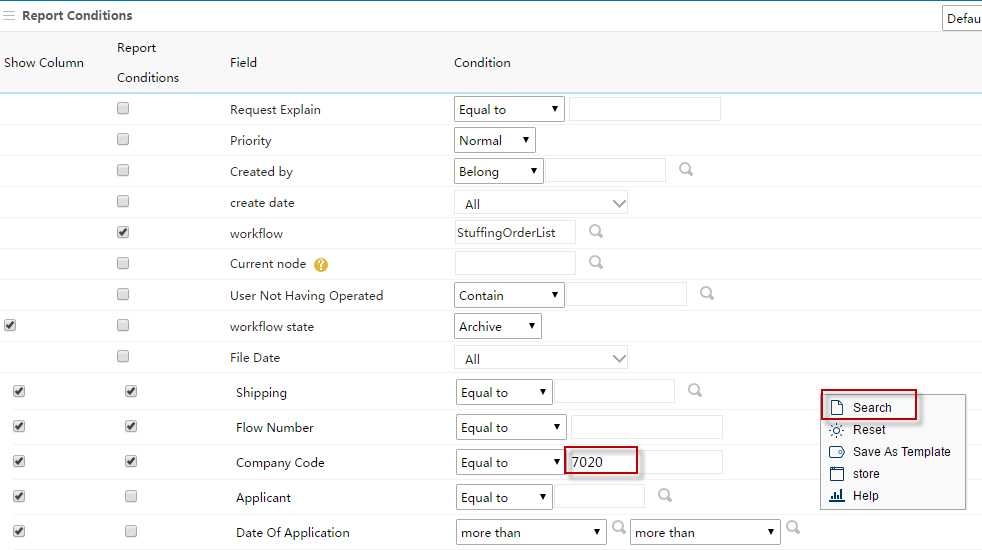 Report Conditions
Defau
Show Column Report Conditions Field Condition
Request Explain Equal to
Priority Normal
Created by Belong
create date All
workflow StuffingOrderList
Current node ?
User Not Having Operated Contain
workflow state Archive
File Date All
Shipping Equal to
Flow Number Equal to
Company Code Equal to 7020
Applicant Equal to
Date Of Application more than more than
Search
Reset
Save As Template
store
Help